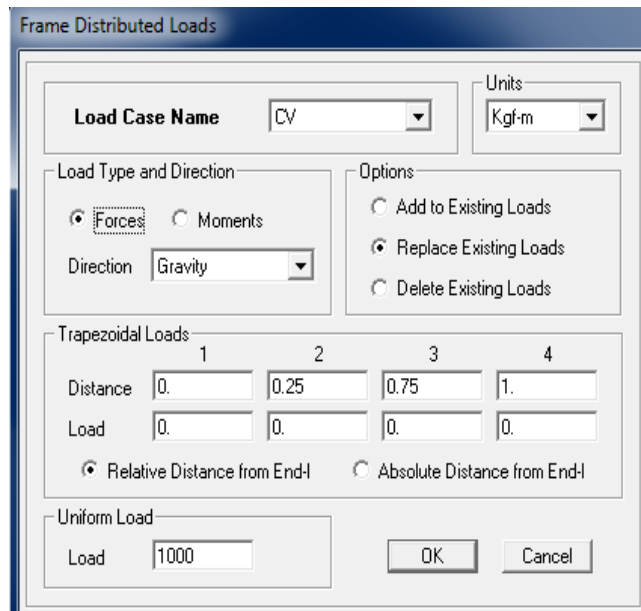 Frame Distributed Loads
Load Case Name CV
Units
Kgf-m
Load Type and Direction
Forces Moments
Direction Gravity
Options
Add to Existing Loads
Replace Existing Loads
Delete Existing Loads
Trapezoidal Loads
1 2 3 4
Distance 0. 0.25 0.75 1.
Load 0. 0. 0. 0.
Relative Distance from End-I Absolute Distance from End-I
Uniform Load
Load 1000
OK Cancel